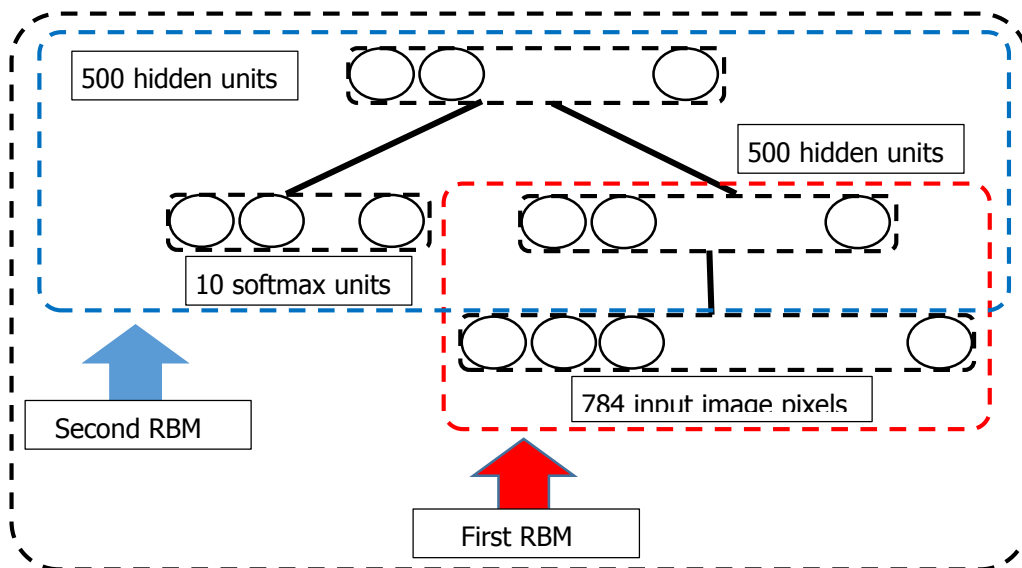 500 hidden units
500 hidden units
10 softmax units
784 input image pixels
Second RBM
First RBM